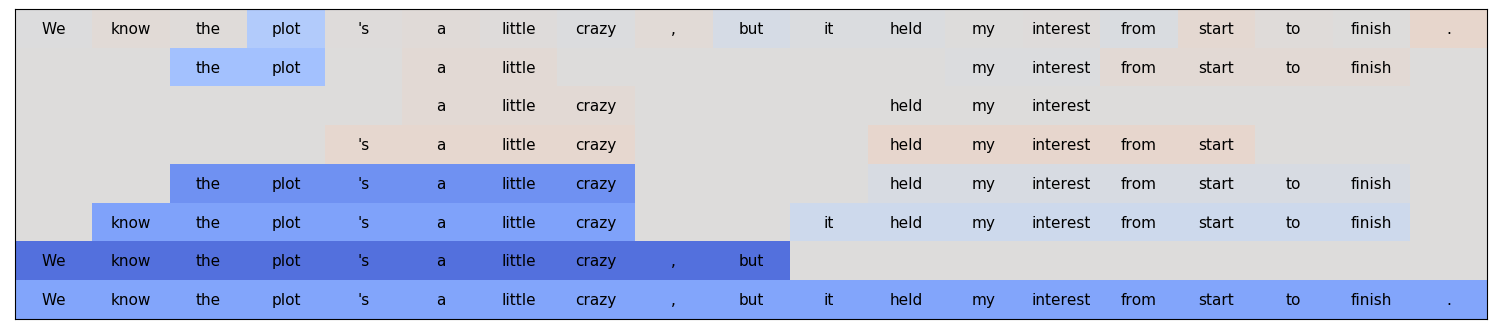 We know the plot 's a little crazy , but it held my interest from start to finish .
the plot a little my interest from start to finish
a little crazy held my interest
's a little crazy held my interest from start
the plot 's a little crazy held my interest from start to finish
know the plot 's a little crazy it held my interest from start to finish
We know the plot 's a little crazy , but
We know the plot 's a little crazy , but it held my interest from start to finish .